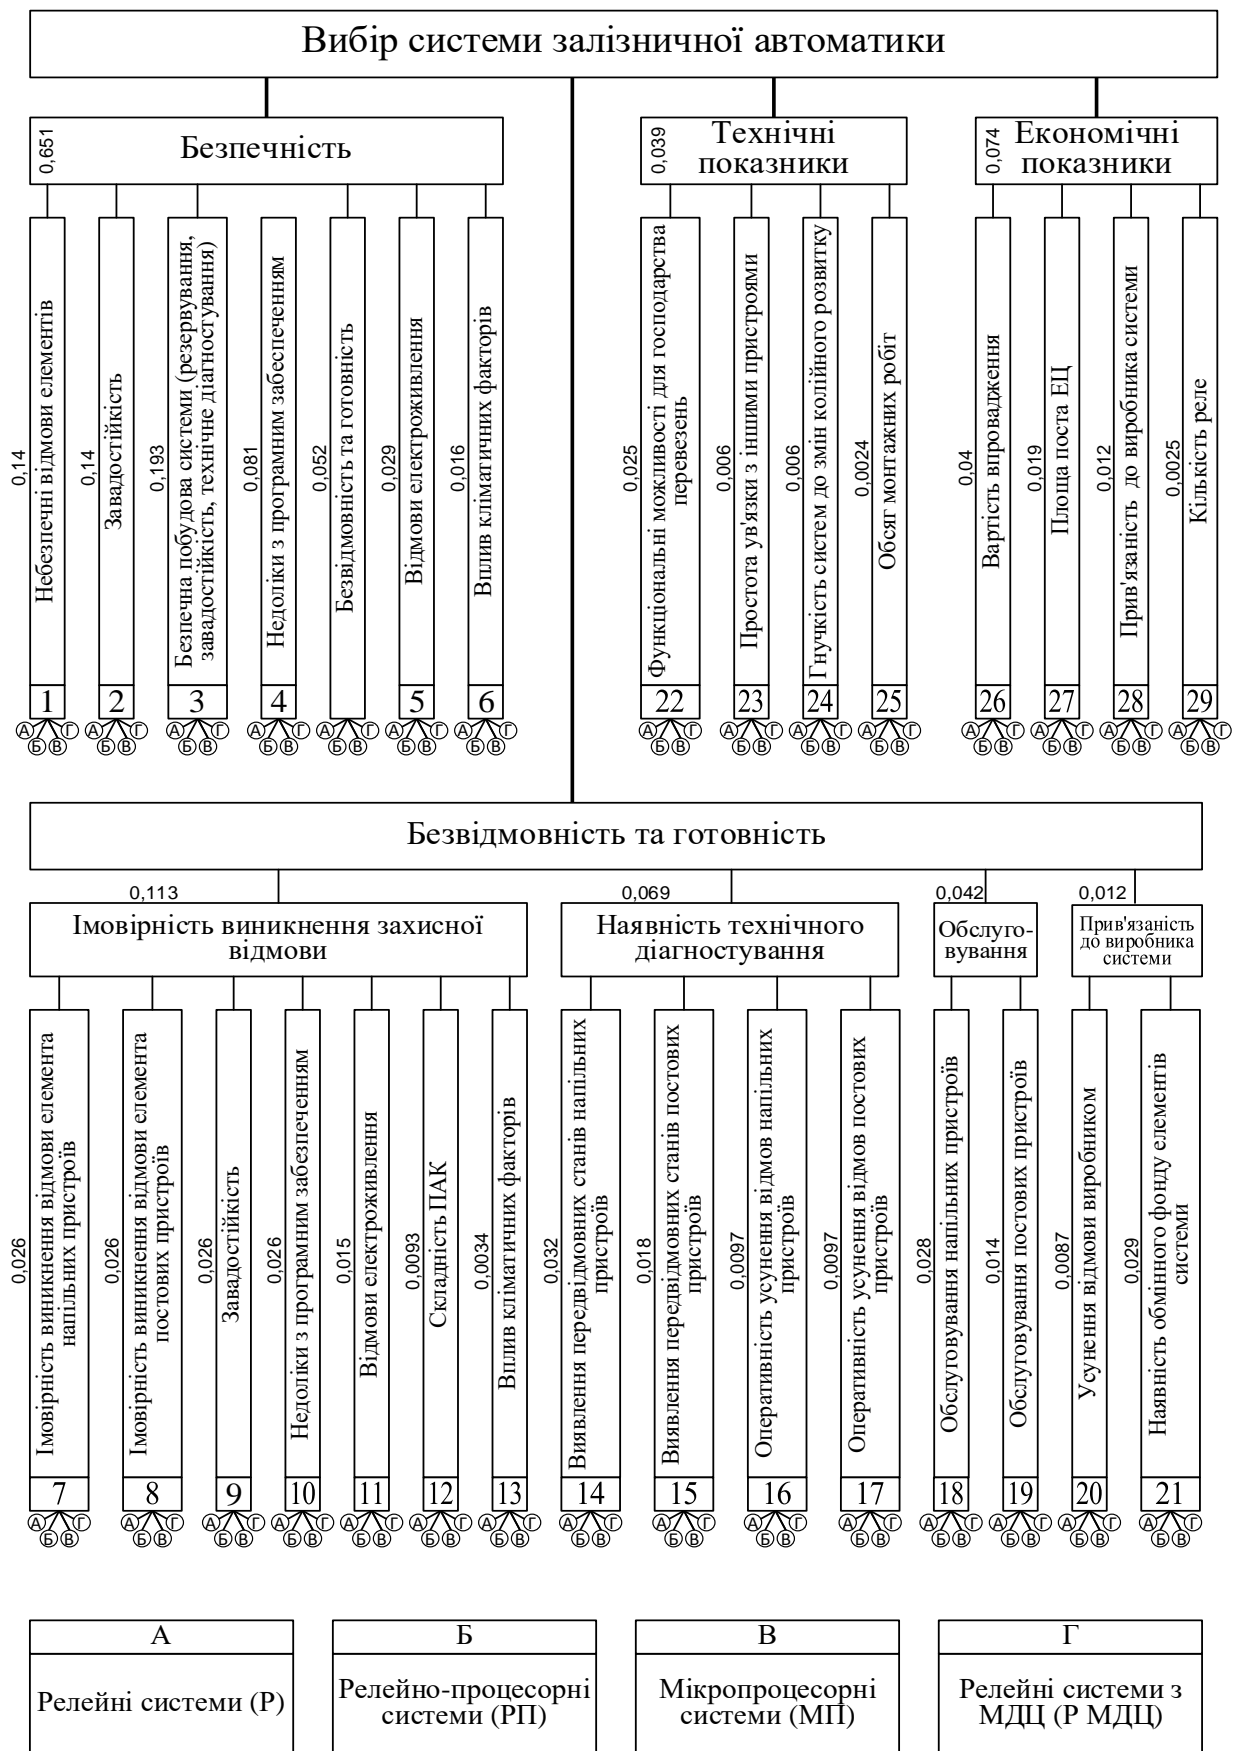 Вибір системи залізничної автоматики
0,651
Безпечність
0,039
Технічні
показники
0,074
Економічні
показники
0,14
Небезпечні відмови елементів
0,14
Завадостійкість
0,193
Безпечна побудова системи (резервування,
завадостійкість, технічне діагностування)
0,081
Недоліки з програмним забеспеченням
0,052
Безвідмовність та готовність
0,029
Відмови електроживлення
0,016
Вплив кліматичних факторів
0,025
Функціональні можливості для господарства
перевезень
0,006
Простота ув'язки з іншими пристроями
0,006
Гнучкість систем до змін колійного розвитку
0,0024
Обсяг монтажних робіт
0,04
Вартість впровадження
0,019
Площа поста ЕЦ
0,012
Прив'язаність до виробника системи
0,0025
Кількість реле
1 2 3 4 5 6 22 23 24 25 26 27 28 29
А Г А Г А Г А Г А Г А Г А Г А Г А Г А Г А Г А Г А Г А Г А Г
Б В Б В Б В Б В Б В Б В Б В Б В Б В Б В Б В Б В Б В Б В Б В
Безвідмовність та готовність
0,113 0,069 0,042 0,012
Імовірність виникнення захисної
відмови
Наявність технічного
діагностування
Обслуго-
вування
Прив'язаність
до виробника
системи
0,026
Імовірність виникнення відмови елемента
напільних пристроїв
0,026
Імовірність виникнення відмови елемента
постових пристроїв
0,026
Завадостійкість
0,026
Недоліки з програмним забезпеченням
0,015
Відмови електроживлення
0,0093
Складність ПАК
0,0034
Вплив кліматичних факторів
0,032
Виявлення передвідмовних станів напільних
пристроїв
0,018
Виявлення передвідмовних станів постових
пристроїв
0,0097
Оперативність усунення відмов напільних
пристроїв
0,0097
Оперативність усунення відмов постових
пристроїв
0,028
Обслуговування напільних пристроїв
0,014
Обслуговування постових пристроїв
0,0087
Усунення відмови виробником
0,029
Наявність обмінного фонду елементів
системи
7 8 9 10 11 12 13 14 15 16 17 18 19 20 21
А Г А Г А Г А Г А Г А Г А Г А Г А Г А Г А Г А Г А Г А Г А Г
Б В Б В Б В Б В Б В Б В Б В Б В Б В Б В Б В Б В Б В Б В Б В
А
Релейні системи (Р)
Б
Релейно-процесорні
системи (РП)
В
Мікропроцесорні
системи (МП)
Г
Релейні системи з
МДЦ (Р МДЦ)